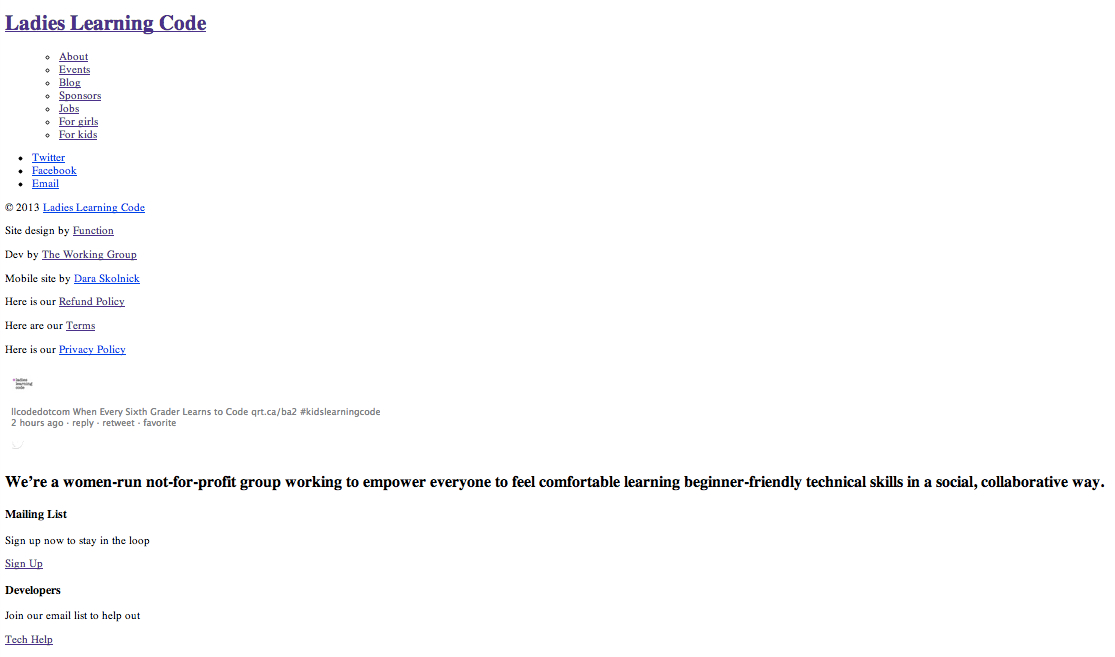 Ladies Learning Code
About
Events
Blog
Sponsors
Jobs
For girls
For kids
Twitter
Facebook
Email
© 2013 Ladies Learning Code
Site design by Function
Dev by The Working Group
Mobile site by Dara Skolnick
Here is our Refund Policy
Here are our Terms
Here is our Privacy Policy
ladies
learning
code
llcodedotcom When Every Sixth Grader Learns to Code qrt.ca/ba2 #kidslearningcode
2 hours ago · reply · retweet · favorite
We’re a women-run not-for-profit group working to empower everyone to feel comfortable learning beginner-friendly technical skills in a social, collaborative way.
Mailing List
Sign up now to stay in the loop
Sign Up
Developers
Join our email list to help out
Tech Help